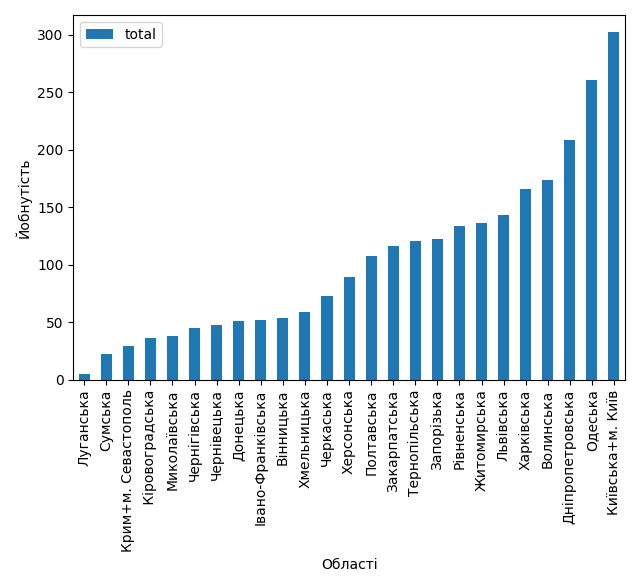 total
300
250
200
150
100
50
0
Йобнутість
Луганська
Сумська
Крим+м. Севастополь
Кіровоградська
Миколаївська
Чернігівська
Чернівецька
Донецька
Івано-Франківська
Вінницька
Хмельницька
Черкаська
Херсонська
Полтавська
Закарпатська
Тернопільська
Запорізька
Рівненська
Житомирська
Львівська
Харківська
Волинська
Дніпропетровська
Одеська
Київська+м. Київ
Області